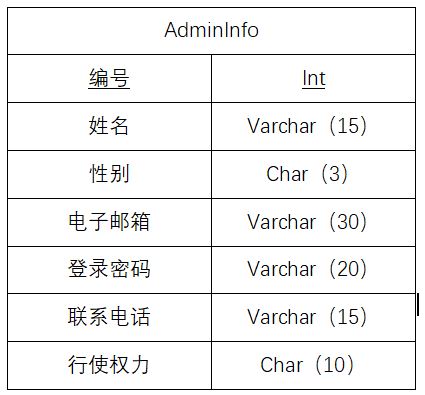 AdminInfo
编号 Int
姓名 Varchar（15）
性别 Char（3）
电子邮箱 Varchar（30）
登录密码 Varchar（20）
联系电话 Varchar（15）
行使权力 Char（10）